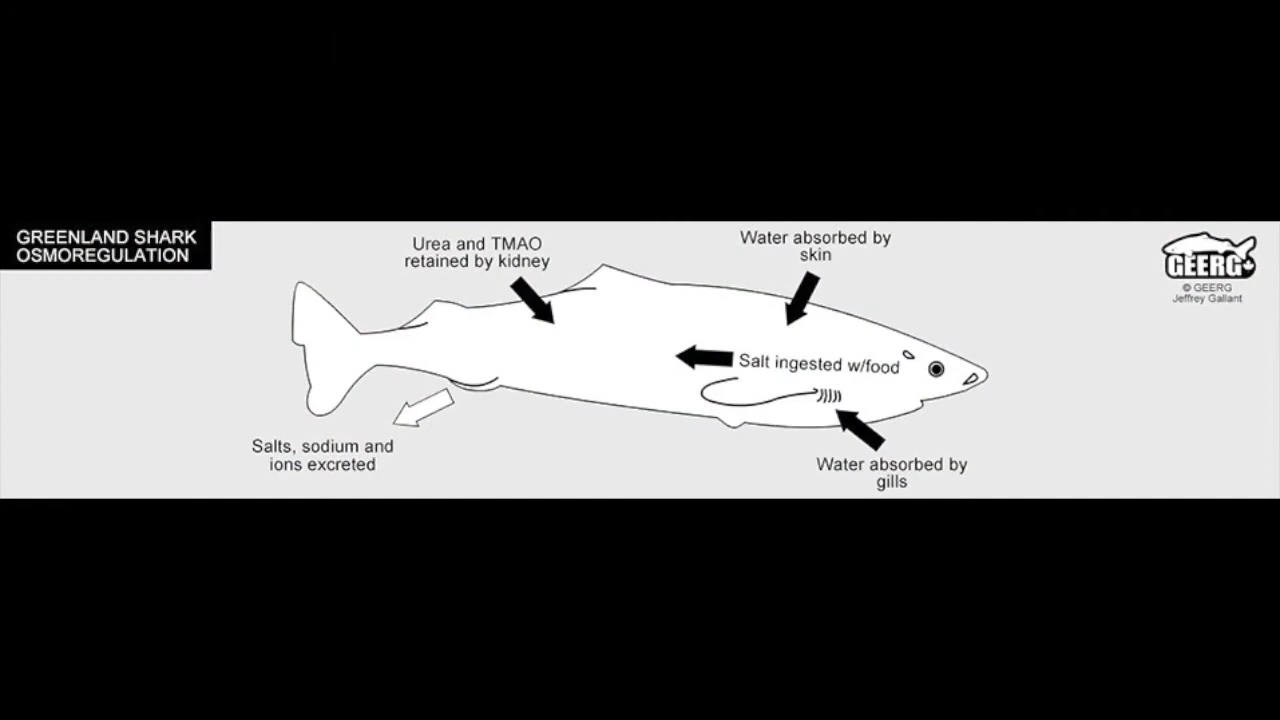 GREENLAND SHARK
OSMOREGULATION
Urea and TMAO
retained by kidney
Water absorbed by
skin
GEERG
© GEERG
Jeffrey Gallant
Salt ingested w/food
Salts, sodium and
ions excreted
Water absorbed by
gills